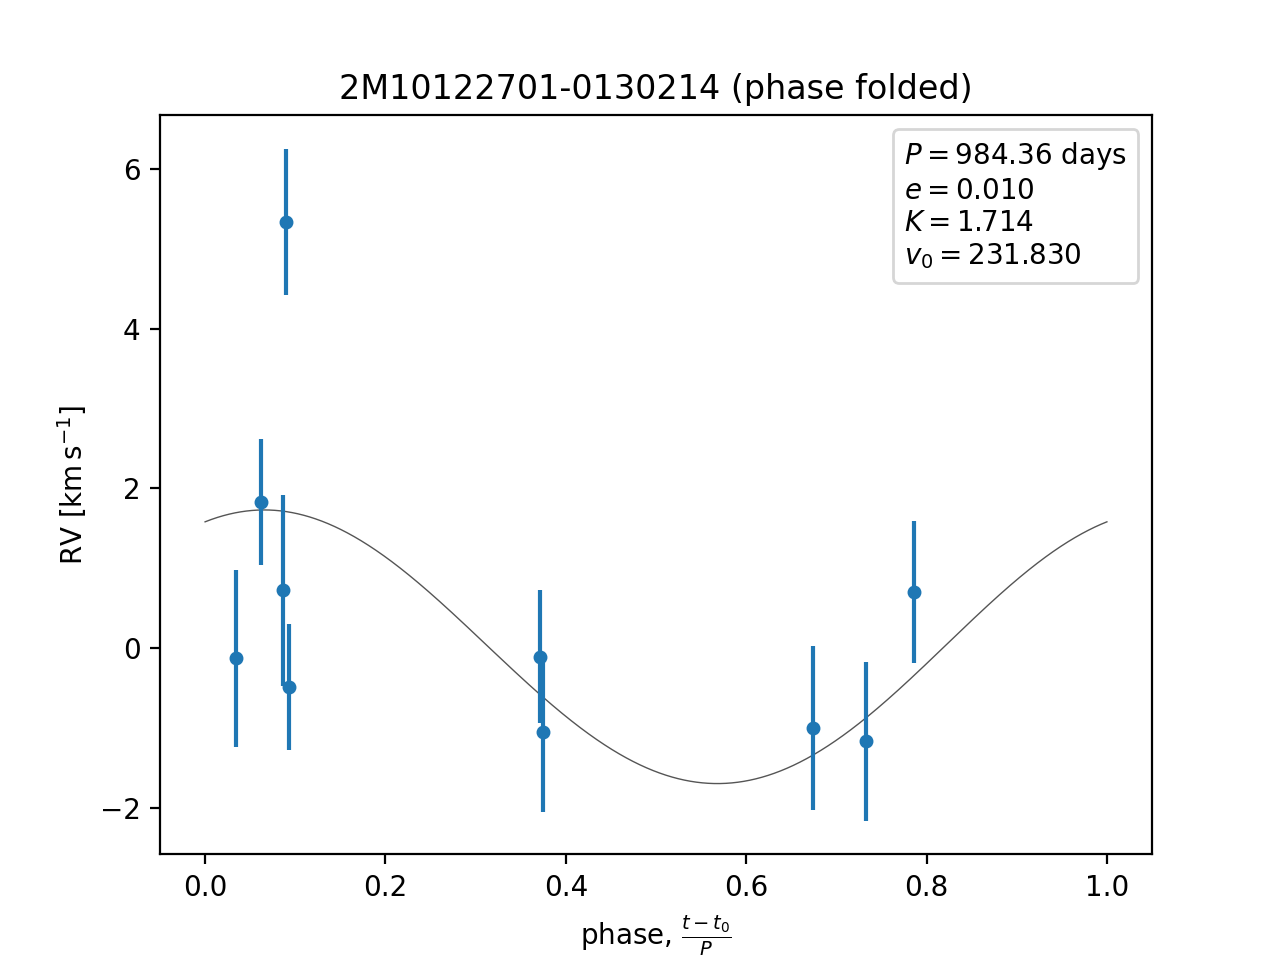 2M10122701-0130214 (phase folded)
P = 984.36 days
e = 0.010
K = 1.714
v₀ = 231.830
RV [km s⁻¹]
6
4
2
0
−2
0.0 0.2 0.4 0.6 0.8 1.0
phase, (t − t₀)/P